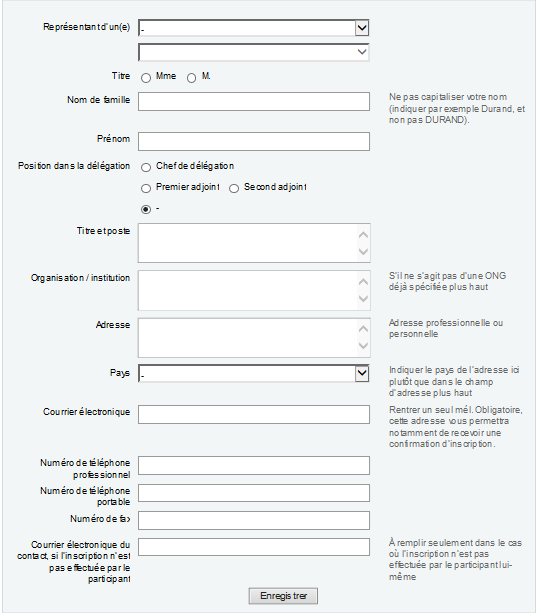 Représentant d'un(e)
-
Titre
Mme
M.
Nom de famille
Ne pas capitaliser votre nom
(indiquer par exemple Durand, et
non pas DURAND).
Prénom
Position dans la délégation
Chef de délégation
Premier adjoint
Second adjoint
-
Titre et poste
Organisation / institution
S'il ne s'agit pas d'une ONG
déjà spécifiée plus haut
Adresse
Adresse professionnelle ou
personnelle
Pays
-
Indiquer le pays de l'adresse ici
plutôt que dans le champ
d'adresse plus haut
Courrier électronique
Rentrer un seul mél. Obligatoire,
cette adresse vous permettra
notamment de recevoir une
confirmation d'inscription.
Numéro de téléphone
professionnel
Numéro de téléphone
portable
Numéro de fax
Courrier électronique du
contact, si l'inscription n'est
pas effectuée par le
participant
À remplir seulement dans le cas
où l'inscription n'est pas
effectuée par le participant lui-
même
Enregistrer